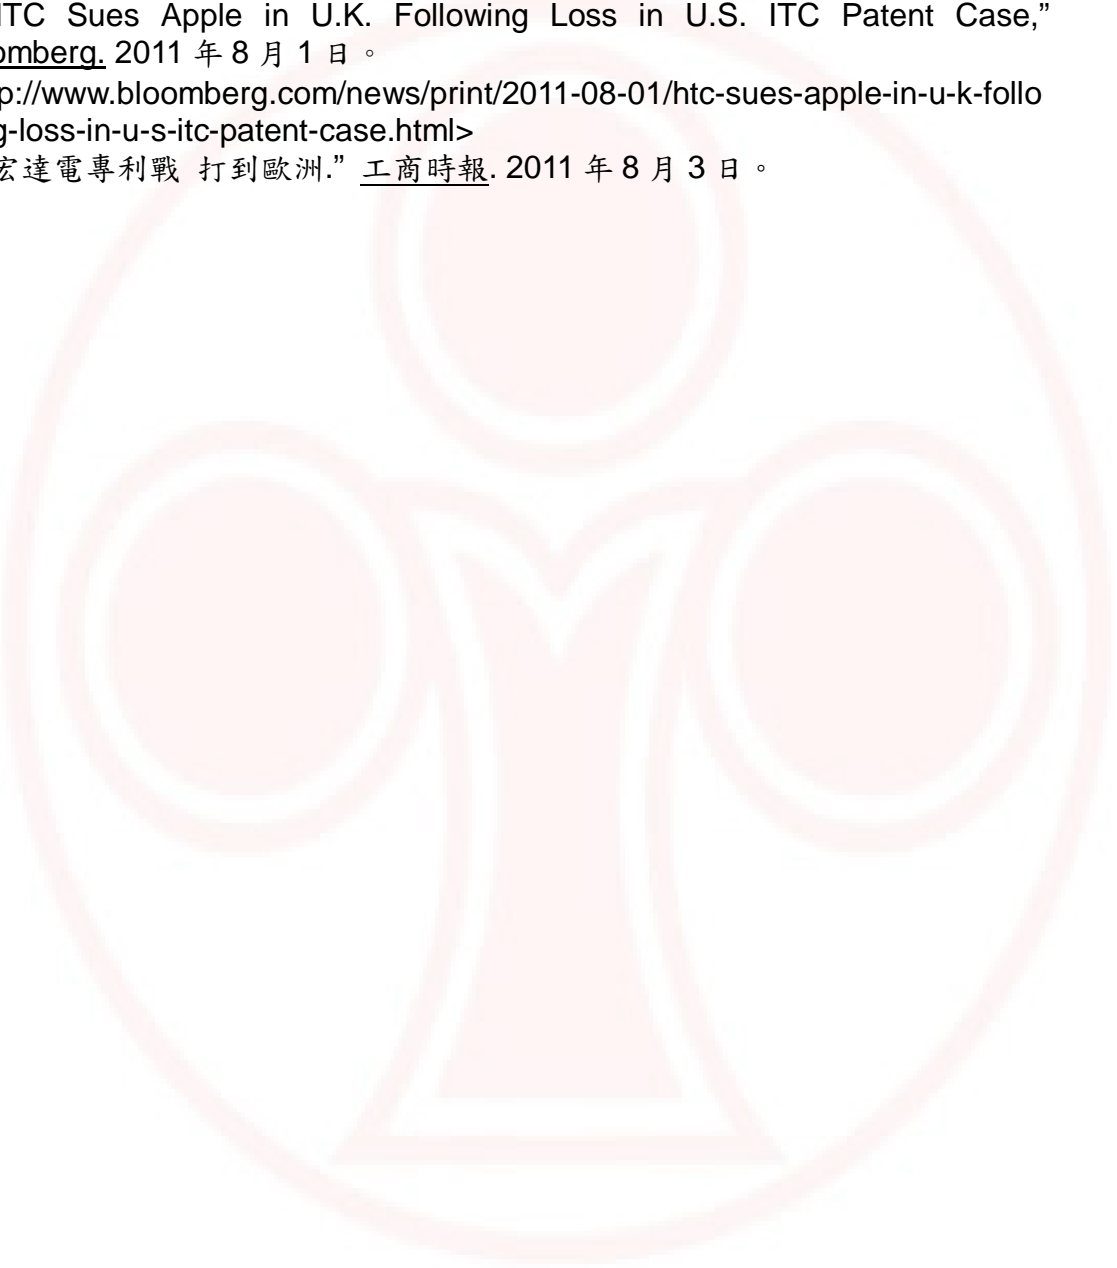 TC Sues Apple in U.K. Following Loss in U.S. ITC Patent Case,”
omberg. 2011 年 8 月 1 日。
p://www.bloomberg.com/news/print/2011-08-01/htc-sues-apple-in-u-k-follo
g-loss-in-u-s-itc-patent-case.html>
宏達電專利戰 打到歐洲.” 工商時報. 2011 年 8 月 3 日。